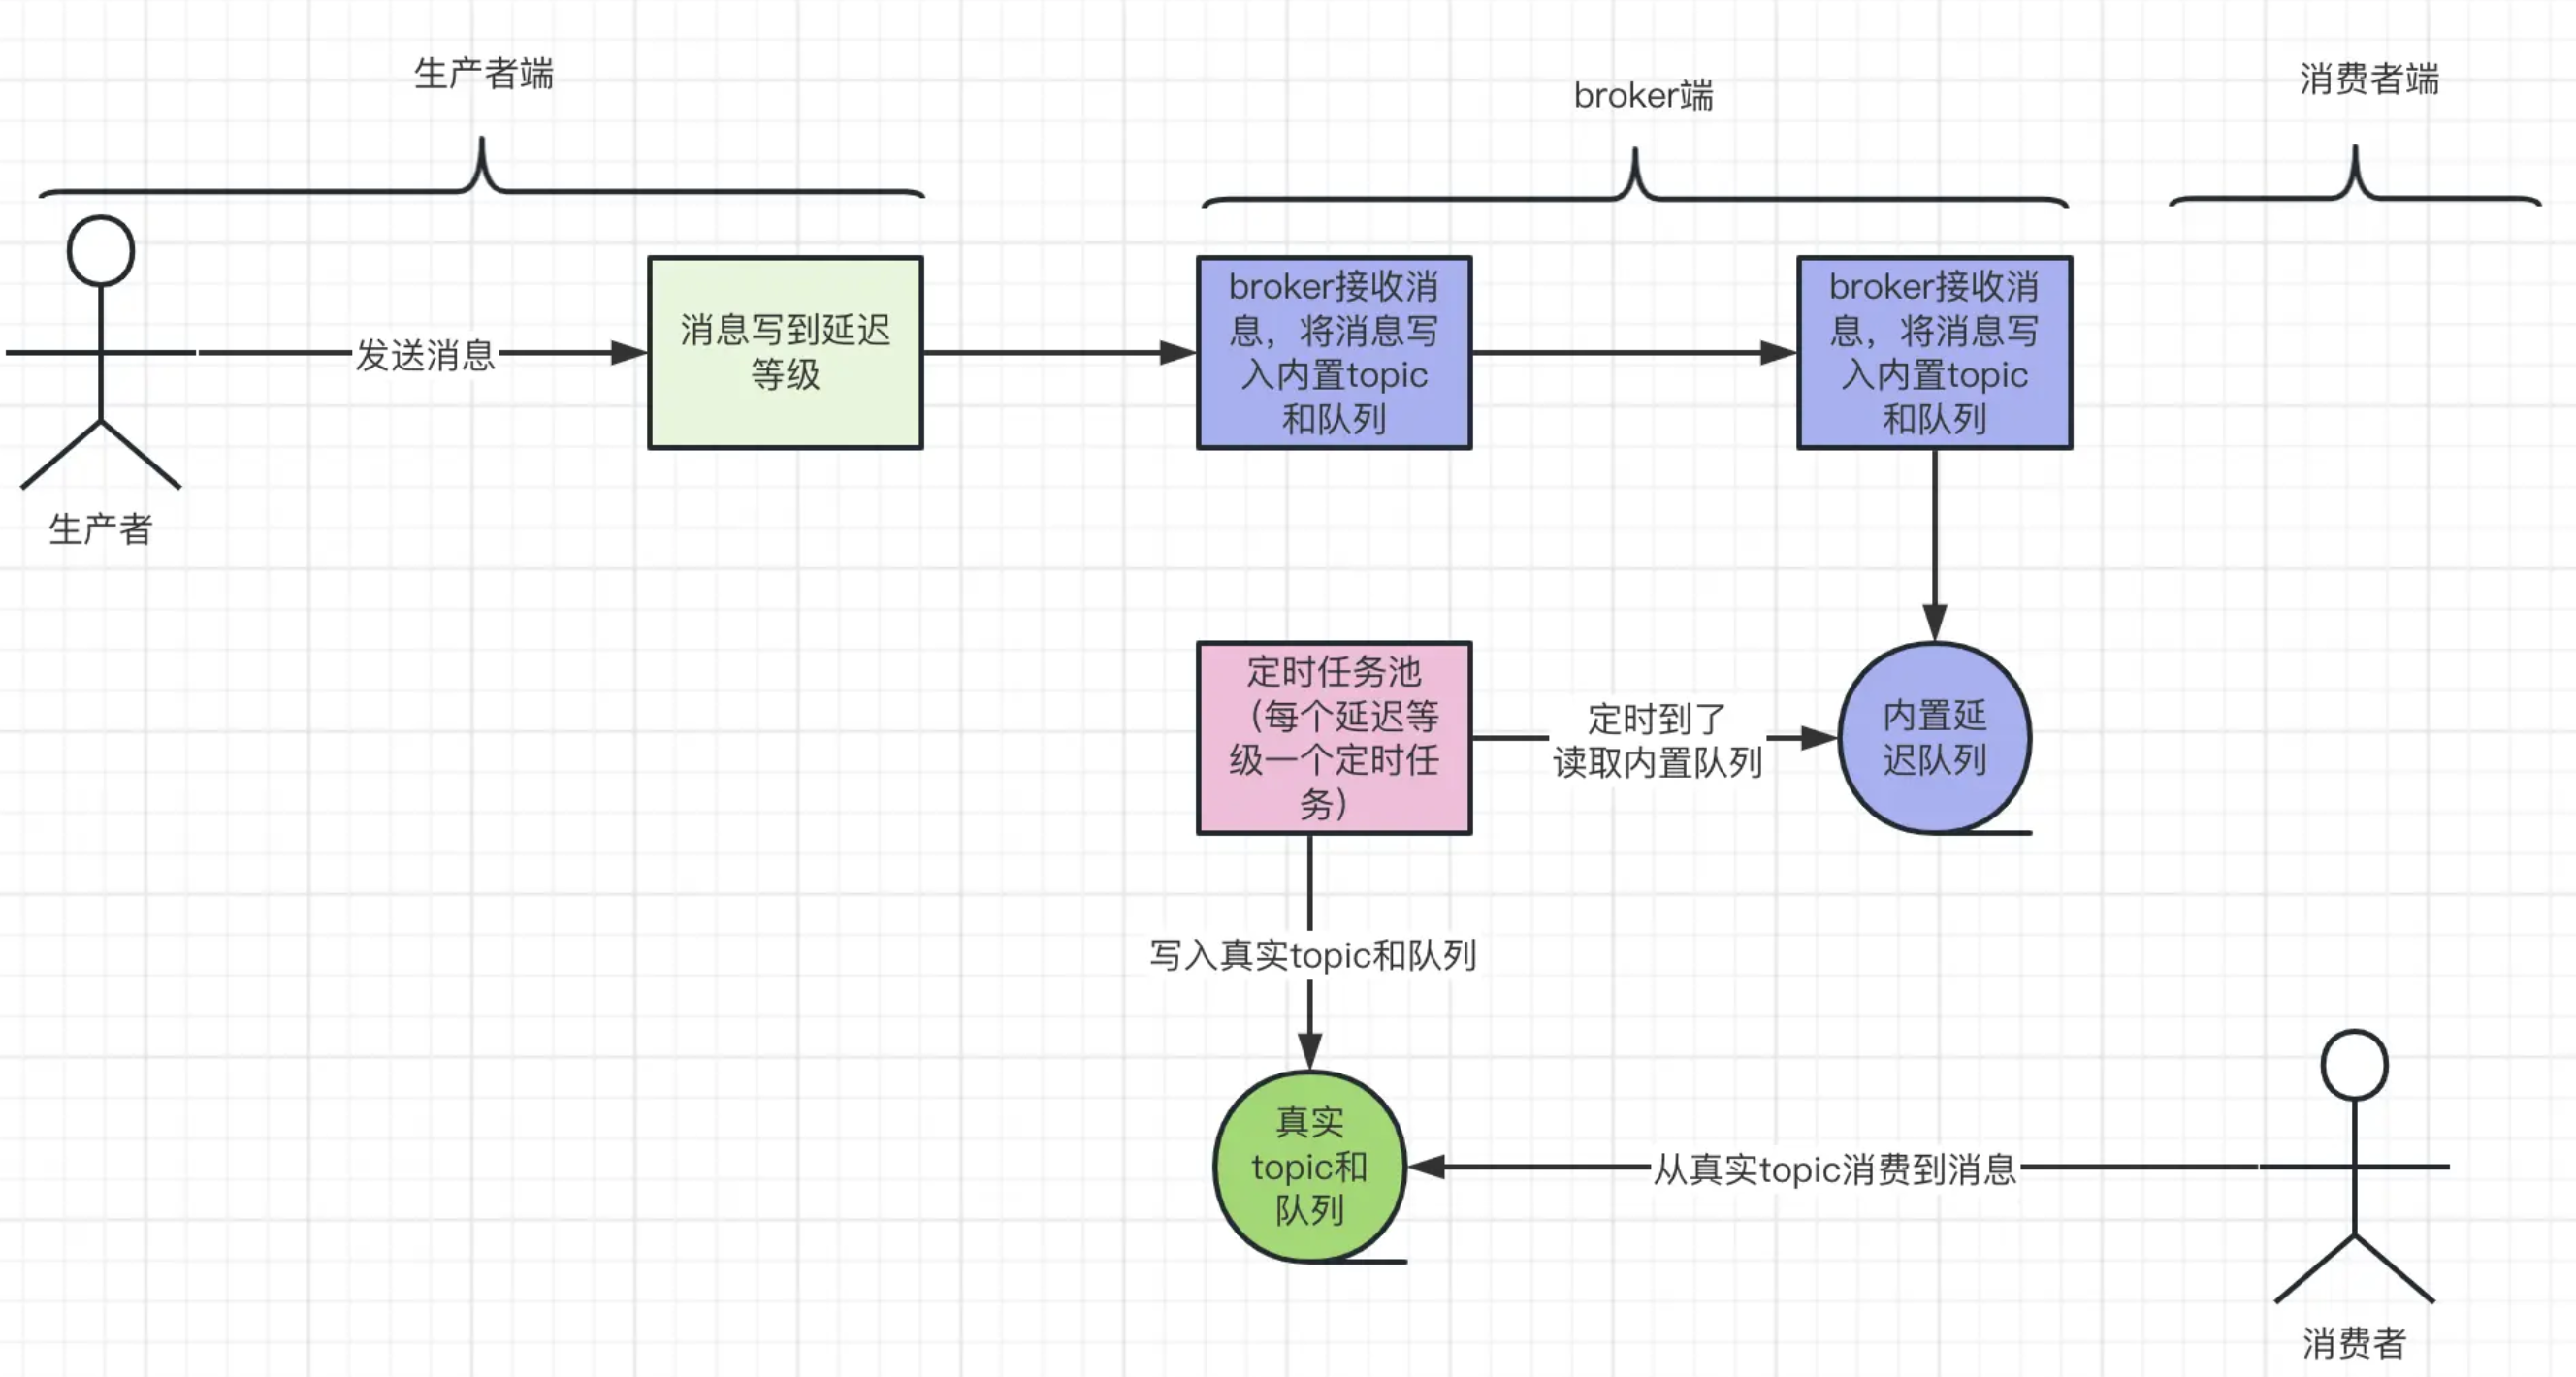 生产者端
broker端
消费者端
发送消息
消息写到延迟
等级
broker接收消
息，将消息写
入内置topic
和队列
broker接收消
息，将消息写
入内置topic
和队列
生产者
定时任务池
（每个延迟等
级一个定时任
务）
定时到了
读取内置队列
内置延
迟队列
写入真实topic和队列
真实
topic和
队列
从真实topic消费到消息
消费者